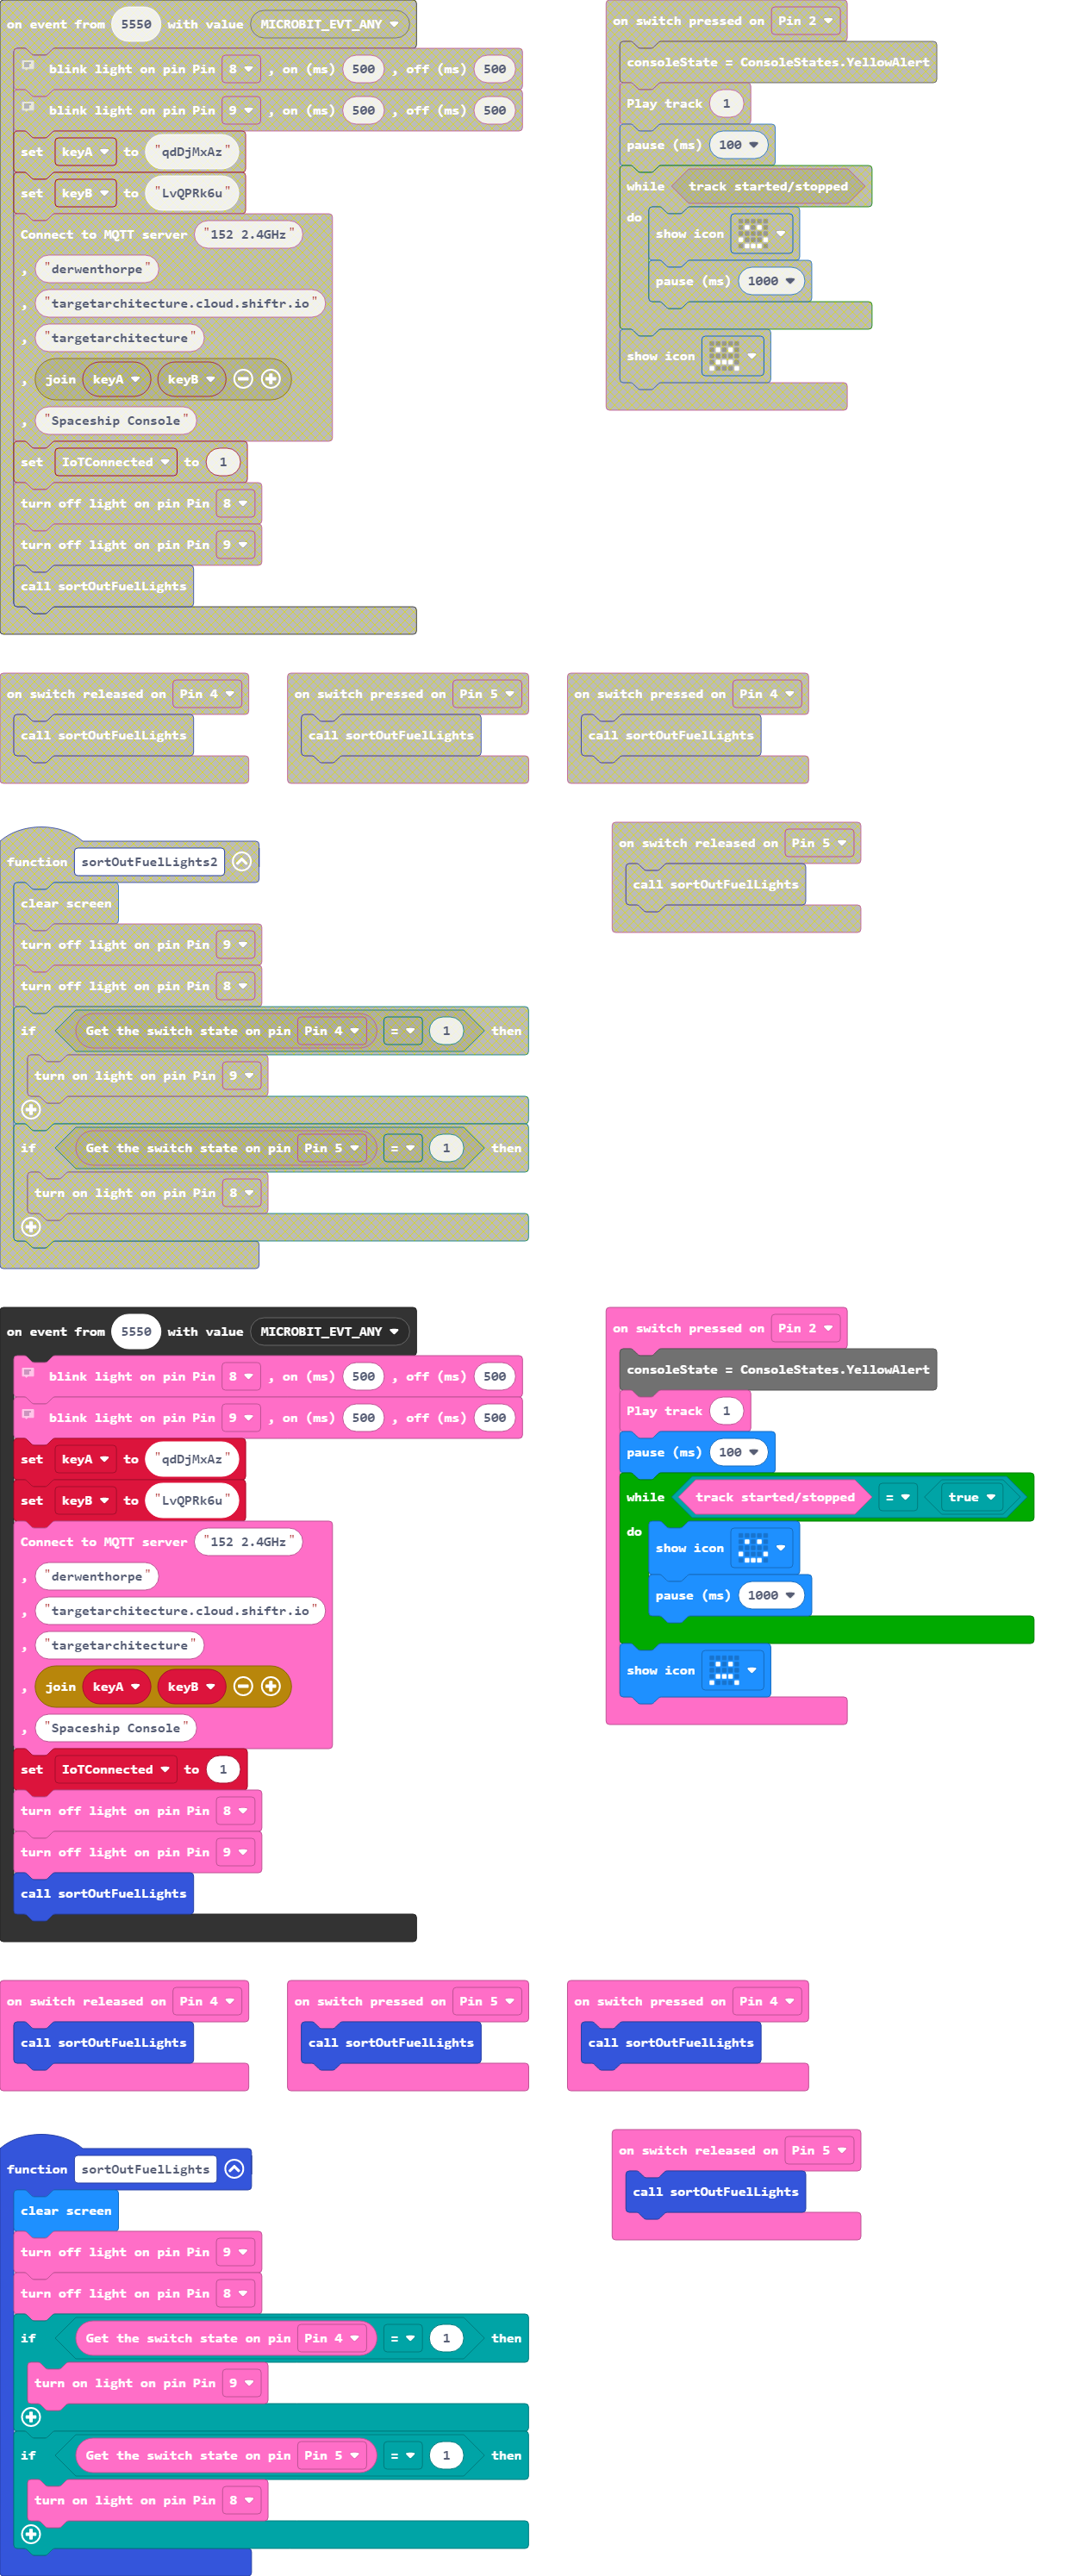 on event from 5550 with value MICROBIT_EVT_ANY
blink light on pin Pin 8 , on (ms) 500 , off (ms) 500
blink light on pin Pin 9 , on (ms) 500 , off (ms) 500
set keyA to "qdDjMxAz"
set keyB to "LvQPRk6u"
Connect to MQTT server "152 2.4GHz"
, "derwenthorpe"
, "targetarchitecture.cloud.shiftr.io"
, "targetarchitecture"
, join keyA keyB
, "Spaceship Console"
set IoTConnected to 1
turn off light on pin Pin 8
turn off light on pin Pin 9
call sortOutFuelLights
on switch pressed on Pin 2
consoleState = ConsoleStates.YellowAlert
Play track 1
pause (ms) 100
while track started/stopped
do
show icon
pause (ms) 1000
show icon
on switch released on Pin 4
call sortOutFuelLights
on switch pressed on Pin 5
call sortOutFuelLights
on switch pressed on Pin 4
call sortOutFuelLights
function sortOutFuelLights2
clear screen
turn off light on pin Pin 9
turn off light on pin Pin 8
if Get the switch state on pin Pin 4 = 1 then
turn on light on pin Pin 9
if Get the switch state on pin Pin 5 = 1 then
turn on light on pin Pin 8
on switch released on Pin 5
call sortOutFuelLights
on event from 5550 with value MICROBIT_EVT_ANY
blink light on pin Pin 8 , on (ms) 500 , off (ms) 500
blink light on pin Pin 9 , on (ms) 500 , off (ms) 500
set keyA to "qdDjMxAz"
set keyB to "LvQPRk6u"
Connect to MQTT server "152 2.4GHz"
, "derwenthorpe"
, "targetarchitecture.cloud.shiftr.io"
, "targetarchitecture"
, join keyA keyB
, "Spaceship Console"
set IoTConnected to 1
turn off light on pin Pin 8
turn off light on pin Pin 9
call sortOutFuelLights
on switch pressed on Pin 2
consoleState = ConsoleStates.YellowAlert
Play track 1
pause (ms) 100
while track started/stopped = true
do
show icon
pause (ms) 1000
show icon
on switch released on Pin 4
call sortOutFuelLights
on switch pressed on Pin 5
call sortOutFuelLights
on switch pressed on Pin 4
call sortOutFuelLights
function sortOutFuelLights
clear screen
turn off light on pin Pin 9
turn off light on pin Pin 8
if Get the switch state on pin Pin 4 = 1 then
turn on light on pin Pin 9
if Get the switch state on pin Pin 5 = 1 then
turn on light on pin Pin 8
on switch released on Pin 5
call sortOutFuelLights